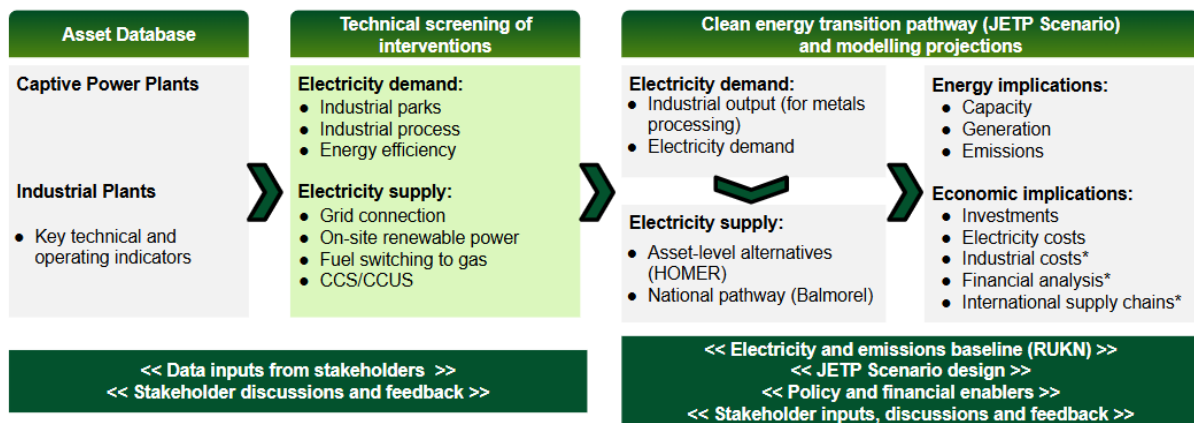 Asset Database
Captive Power Plants
Industrial Plants
● Key technical and
operating indicators
Technical screening of
interventions
Electricity demand:
● Industrial parks
● Industrial process
● Energy efficiency
Electricity supply:
● Grid connection
● On-site renewable power
● Fuel switching to gas
● CCS/CCUS
Clean energy transition pathway (JETP Scenario)
and modelling projections
Electricity demand:
● Industrial output (for metals
processing)
● Electricity demand
Electricity supply:
● Asset-level alternatives
(HOMER)
● National pathway (Balmorel)
Energy implications:
● Capacity
● Generation
● Emissions
Economic implications:
● Investments
● Electricity costs
● Industrial costs*
● Financial analysis*
● International supply chains*
<< Data inputs from stakeholders >>
<< Stakeholder discussions and feedback >>
<< Electricity and emissions baseline (RUKN) >>
<< JETP Scenario design >>
<< Policy and financial enablers >>
<< Stakeholder inputs, discussions and feedback >>